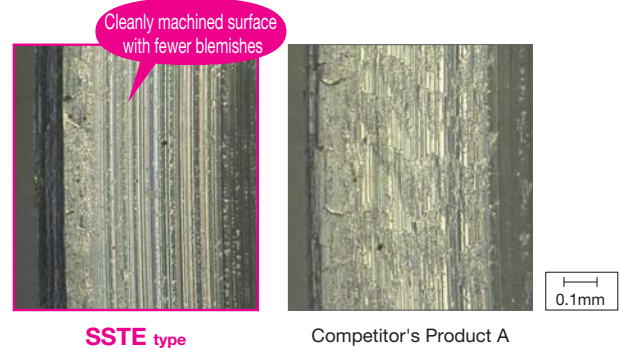 Cleanly machined surface
with fewer blemishes
SSTE type
Competitor's Product A
0.1mm